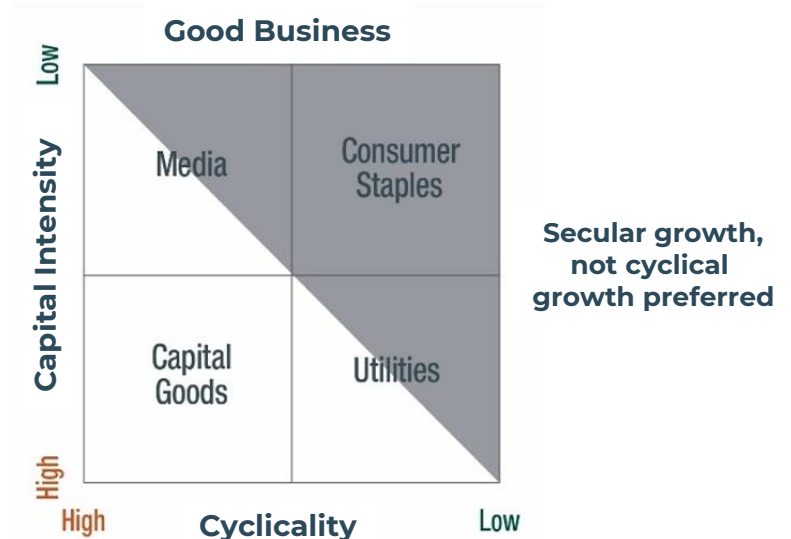 Good Business
Low
Capital Intensity
High
Media
Consumer
Staples
Capital
Goods
Utilities
Secular growth,
not cyclical
growth preferred
High
Cyclicality
Low